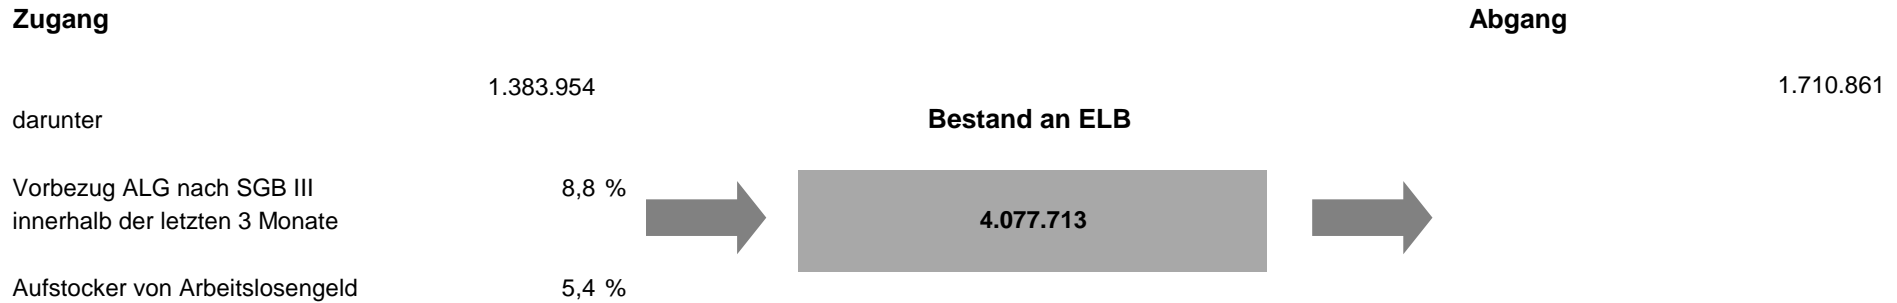 Zugang
Abgang
1.383.954
1.710.861
darunter
Bestand an ELB
Vorbezug ALG nach SGB III 8,8 %
innerhalb der letzten 3 Monate
4.077.713
Aufstocker von Arbeitslosengeld 5,4 %